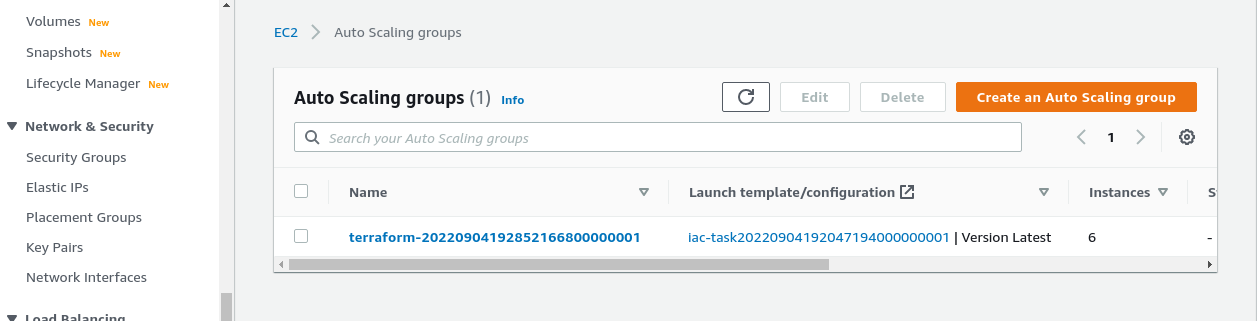 Volumes New
Snapshots New
Lifecycle Manager New
Network & Security
Security Groups
Elastic IPs
Placement Groups
Key Pairs
Network Interfaces
Load Balancing
EC2 Auto Scaling groups
Auto Scaling groups (1) Info
Edit Delete Create an Auto Scaling group
Search your Auto Scaling groups
1
Name Launch template/configuration Instances S
terraform-20220904192852166800000001 iac-task20220904192047194000000001 | Version Latest 6 -